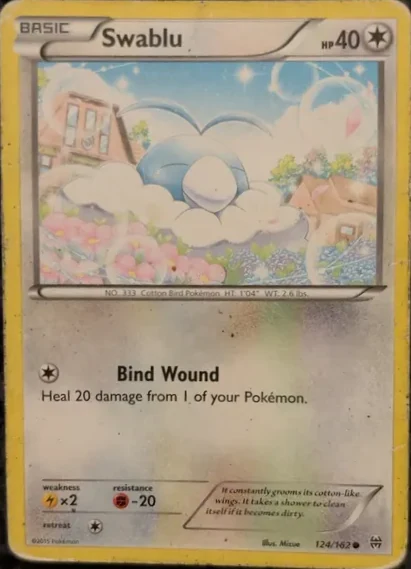 BASIC Swablu HP40
NO. 333 Cotton Bird Pokémon HT. 1'04" WT. 2.6 lbs.
Bind Wound
Heal 20 damage from 1 of your Pokémon.
weakness resistance
×2 -20
retreat
It constantly grooms its cotton-like
wings. It takes a shower to clean
itself if it becomes dirty.
©2015 Pokémon Illus. Mizue 124/162